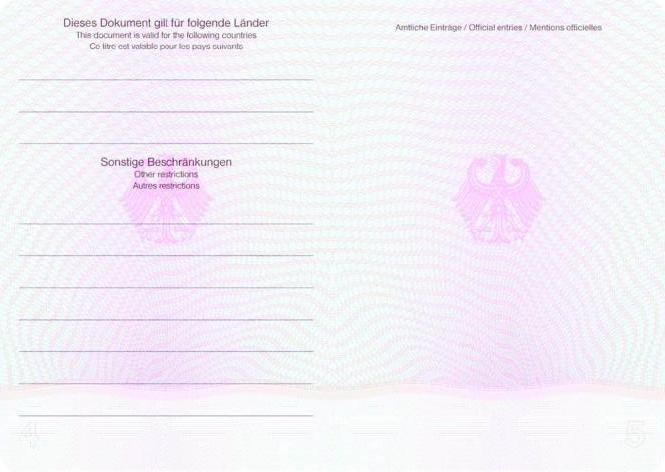 Dieses Dokument gilt für folgende Länder
This document is valid for the following countries
Ce titre est valable pour les pays suivants
Sonstige Beschränkungen
Other restrictions
Autres restrictions
4
Amtliche Einträge / Official entries / Mentions officielles
5